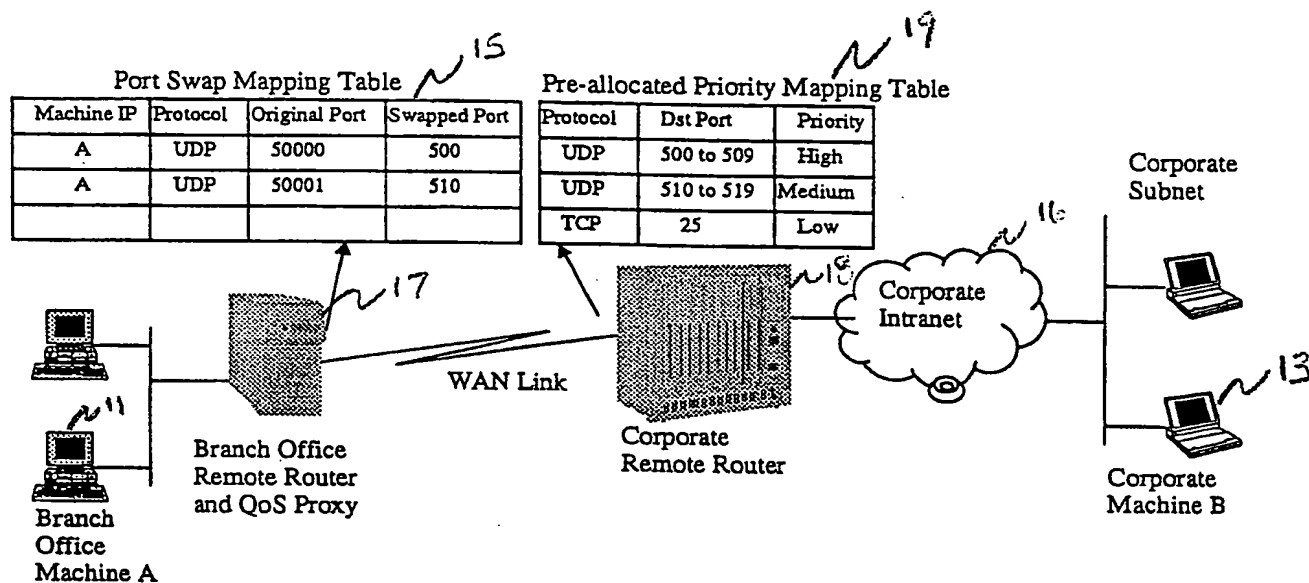 15
19
Port Swap Mapping Table
Pre-allocated Priority Mapping Table
Machine IP Protocol Original Port Swapped Port
A UDP 50000 500
A UDP 50001 510
Protocol Dst Port Priority
UDP 500 to 509 High
UDP 510 to 519 Medium
TCP 25 Low
Corporate
Subnet
16
17
18
Corporate
Intranet
WAN Link
13
11
Branch Office
Remote Router
and QoS Proxy
Corporate
Remote Router
Corporate
Machine B
Branch
Office
Machine A